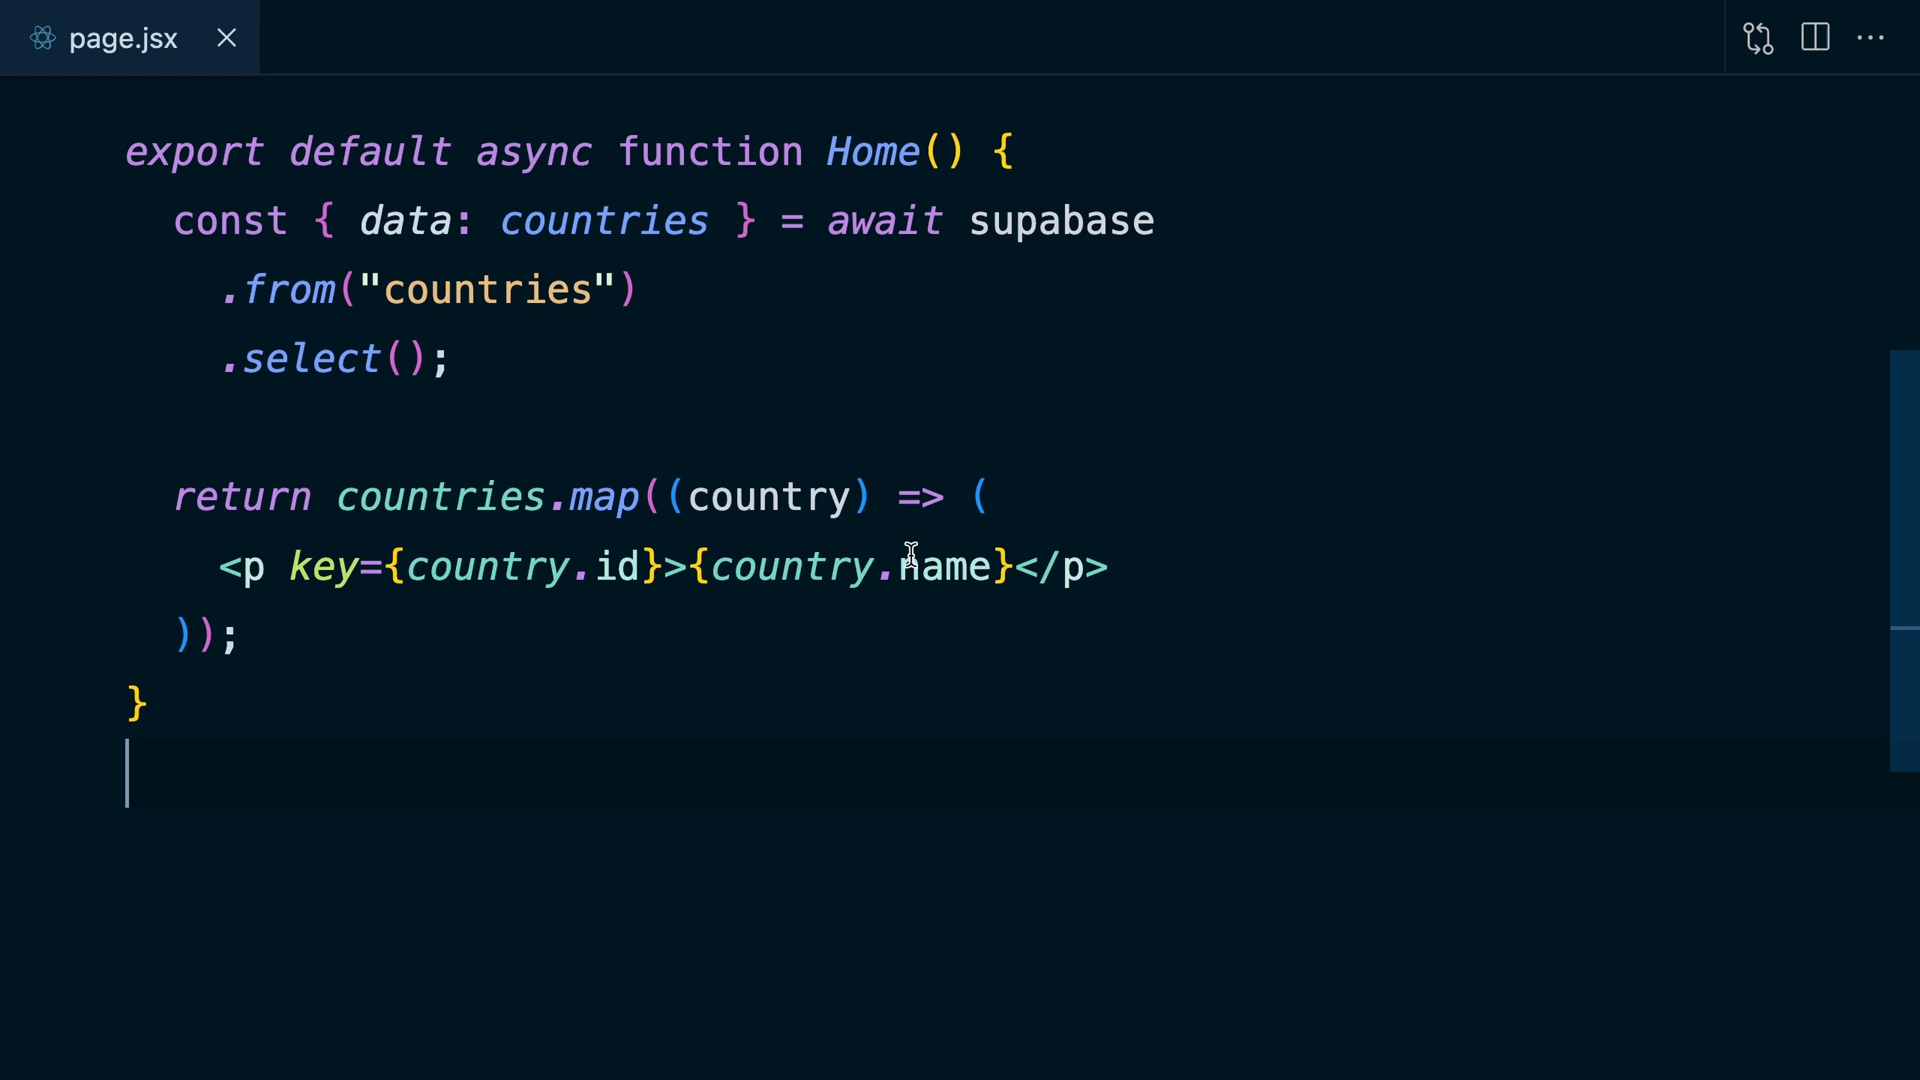 page.jsx
export default async function Home() {
  const { data: countries } = await supabase
    .from("countries")
    .select();
  return countries.map((country) => (
    <p key={country.id}>{country.name}</p>
  ));
}